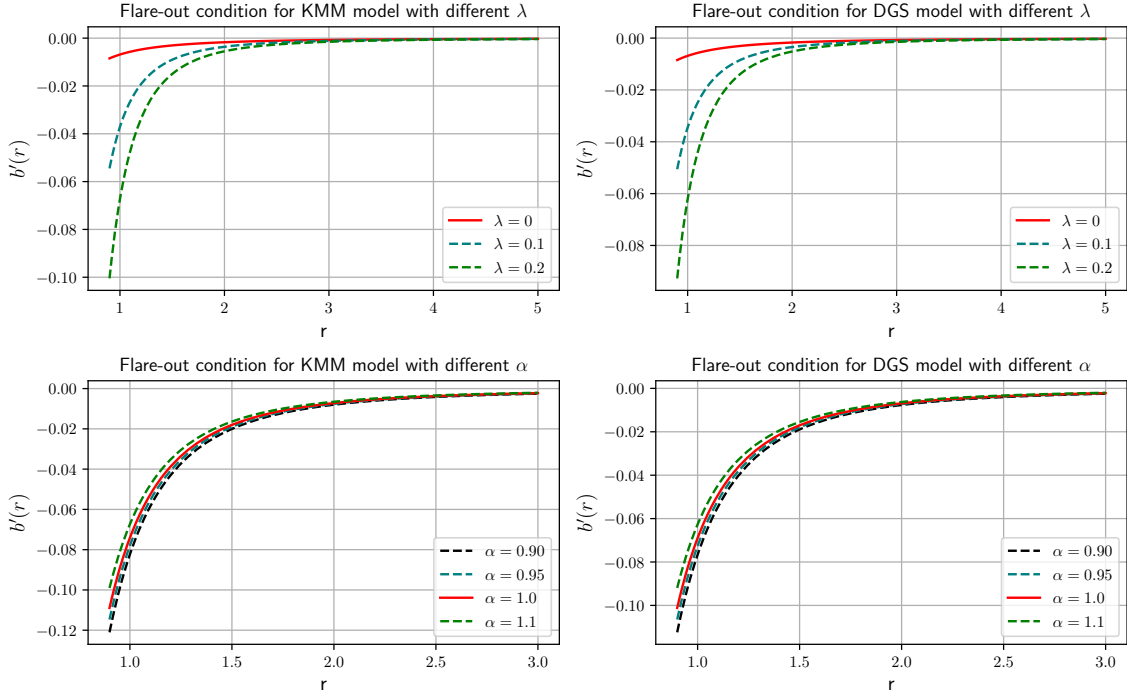 Flare-out condition for KMM model with different λ
0.00
−0.02
−0.04
−0.06
−0.08
−0.10
b′(r)
λ = 0
λ = 0.1
λ = 0.2
1 2 3 4 5
r
Flare-out condition for DGS model with different λ
0.00
−0.02
−0.04
−0.06
−0.08
b′(r)
λ = 0
λ = 0.1
λ = 0.2
1 2 3 4 5
r
Flare-out condition for KMM model with different α
0.00
−0.02
−0.04
−0.06
−0.08
−0.10
−0.12
b′(r)
α = 0.90
α = 0.95
α = 1.0
α = 1.1
1.0 1.5 2.0 2.5 3.0
r
Flare-out condition for DGS model with different α
0.00
−0.02
−0.04
−0.06
−0.08
−0.10
b′(r)
α = 0.90
α = 0.95
α = 1.0
α = 1.1
1.0 1.5 2.0 2.5 3.0
r